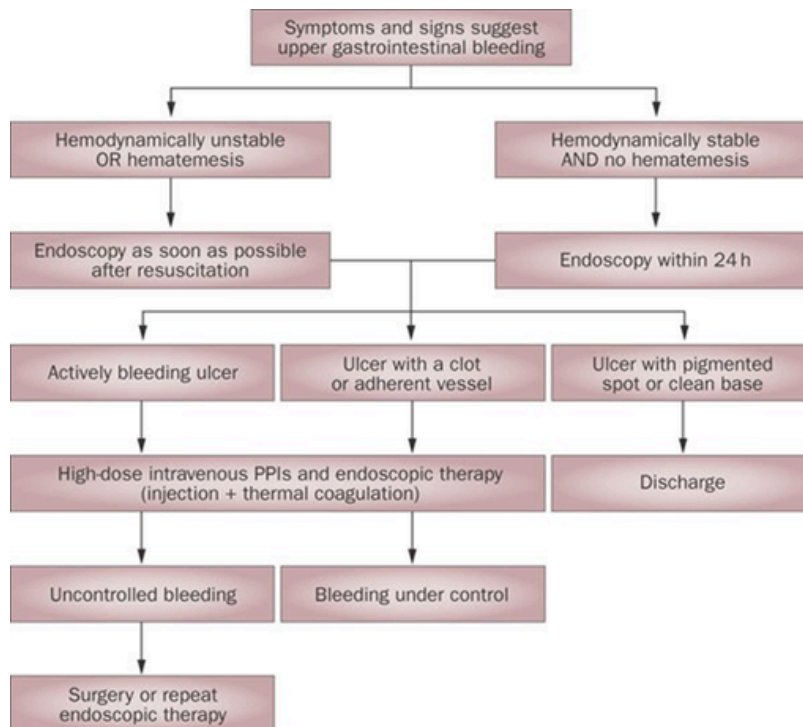 Symptoms and signs suggest
upper gastrointestinal bleeding
Hemodynamically unstable
OR hematemesis
Hemodynamically stable
AND no hematemesis
Endoscopy as soon as possible
after resuscitation
Endoscopy within 24 h
Actively bleeding ulcer
Ulcer with a clot
or adherent vessel
Ulcer with pigmented
spot or clean base
High-dose intravenous PPIs and endoscopic therapy
(injection + thermal coagulation)
Discharge
Uncontrolled bleeding
Bleeding under control
Surgery or repeat
endoscopic therapy